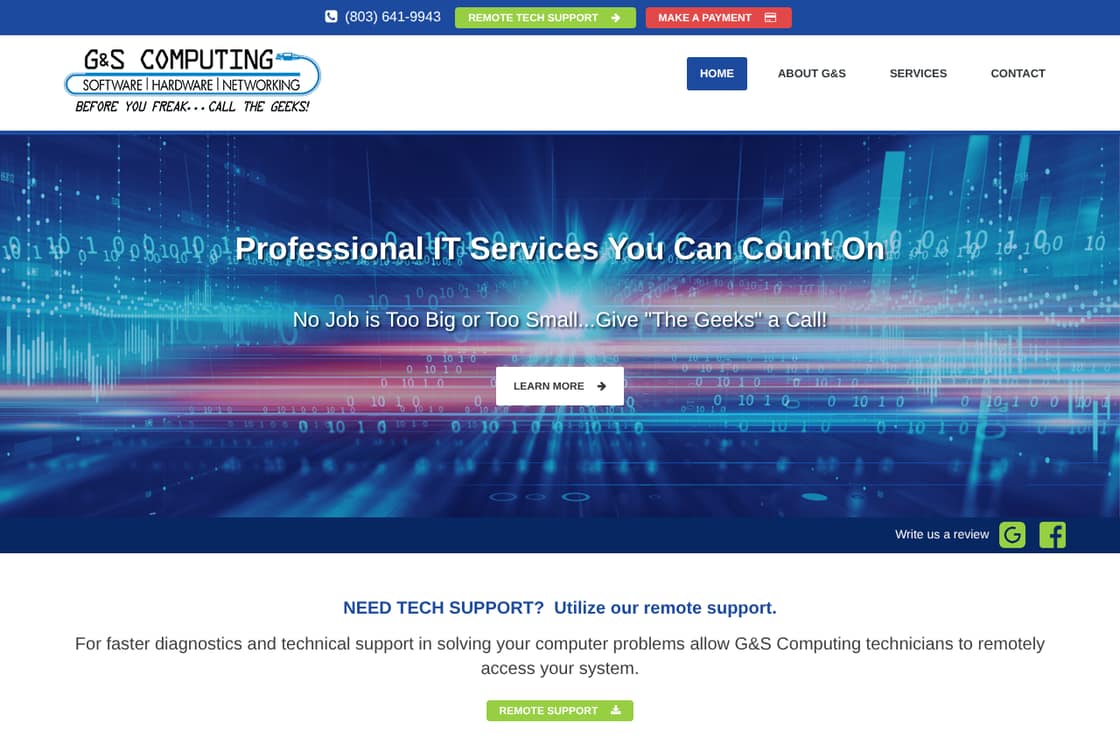 (803) 641-9943
REMOTE TECH SUPPORT
MAKE A PAYMENT
G&S COMPUTING
SOFTWARE | HARDWARE | NETWORKING
BEFORE YOU FREAK... CALL THE GEEKS!
HOME
ABOUT G&S
SERVICES
CONTACT
Professional IT Services You Can Count On
No Job is Too Big or Too Small...Give "The Geeks" a Call!
LEARN MORE
Write us a review
NEED TECH SUPPORT?  Utilize our remote support.
For faster diagnostics and technical support in solving your computer problems allow G&S Computing technicians to remotely
access your system.
REMOTE SUPPORT